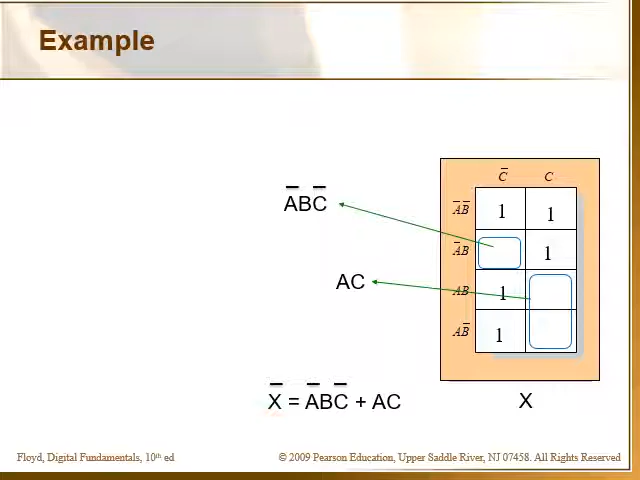 Example
C̅ C
A̅B̅ 1 1
A̅B̅C̅
A̅B 1
AC
AB 1
AB̅ 1
X̅ = A̅BC̅ + AC
X
Floyd, Digital Fundamentals, 10th ed
© 2009 Pearson Education, Upper Saddle River, NJ 07458. All Rights Reserved